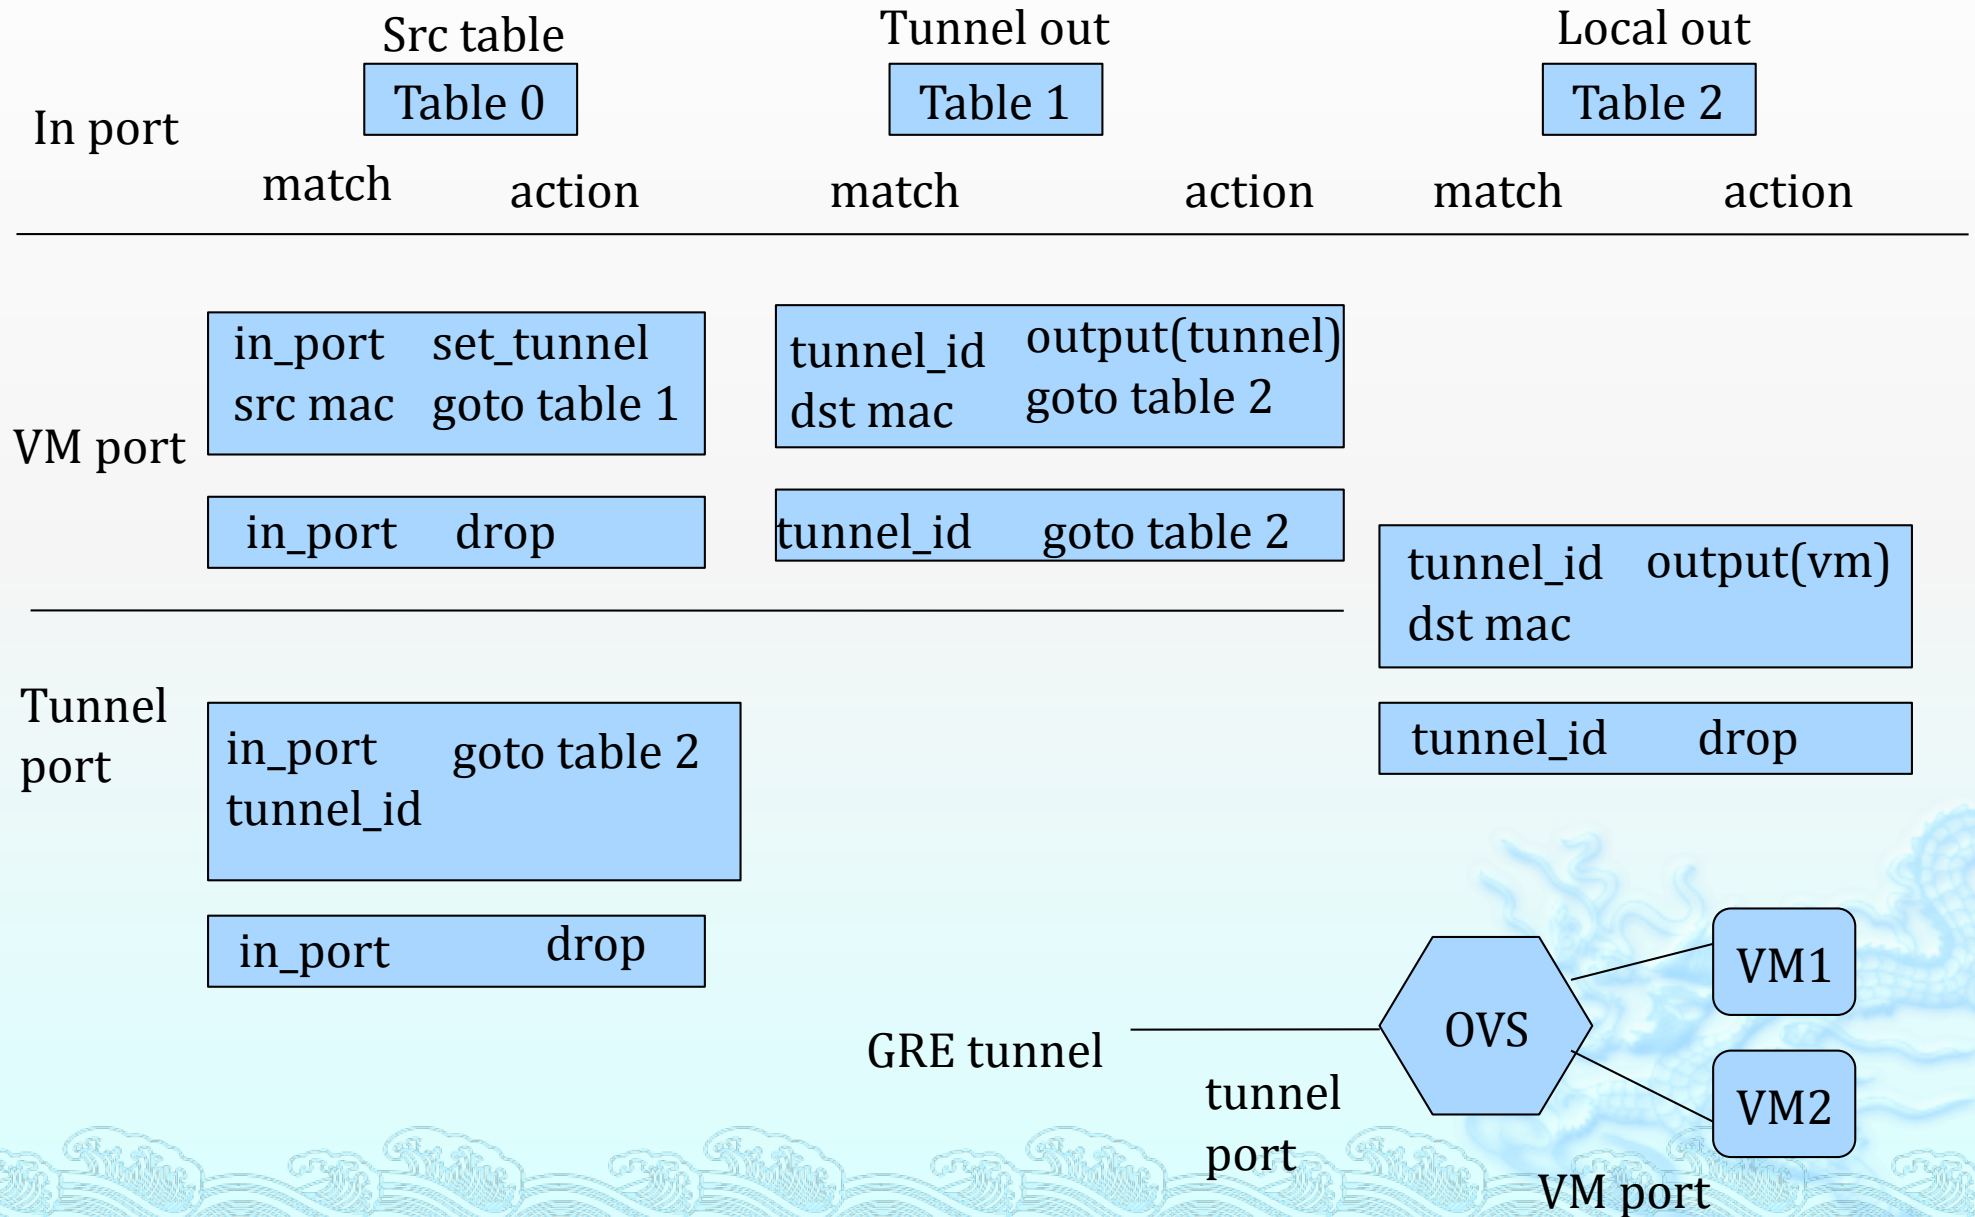 Src table
Tunnel out
Local out
Table 0
Table 1
Table 2
In port
match
action
match
action
match
action
VM port
in_port set_tunnel
src mac goto table 1
in_port drop
tunnel_id output(tunnel)
dst mac goto table 2
tunnel_id goto table 2
tunnel_id output(vm)
dst mac
tunnel_id drop
Tunnel
port
in_port goto table 2
tunnel_id
in_port drop
GRE tunnel
tunnel
port
OVS
VM1
VM2
VM port